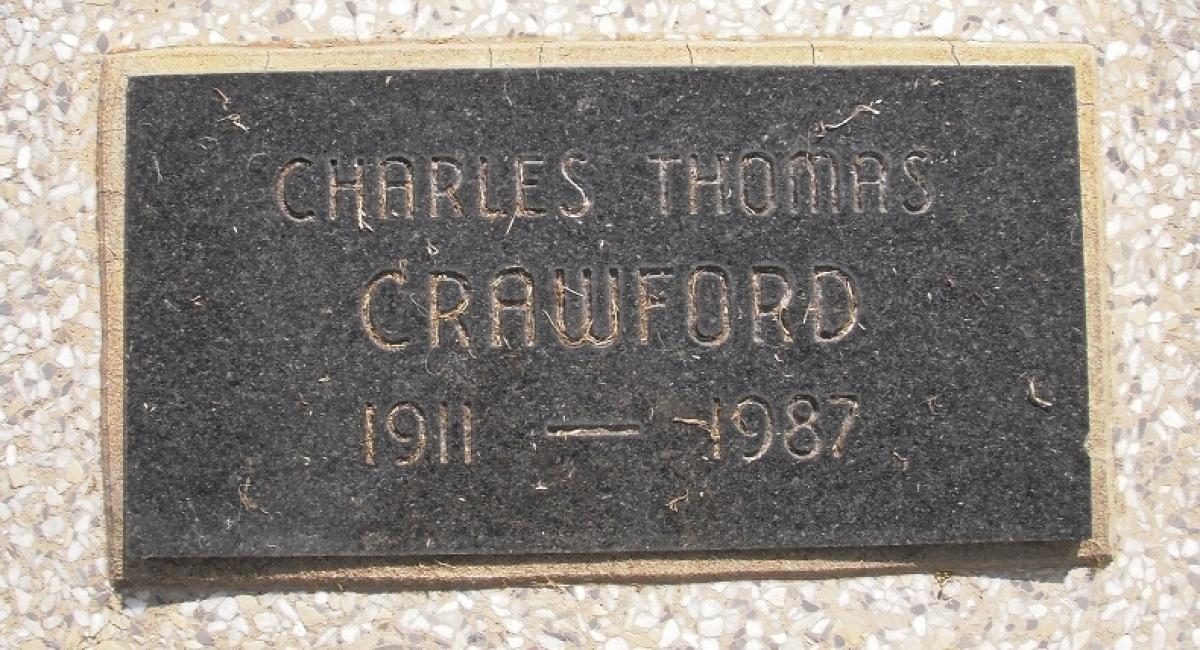 CHARLES THOMAS
CRAWFORD
1911 — 1987